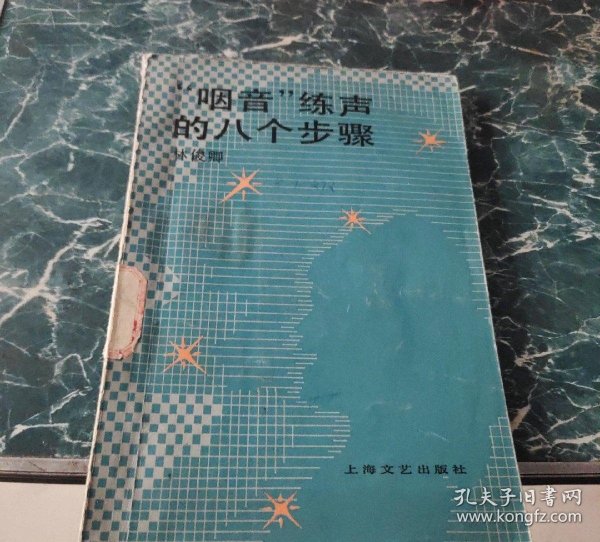 “咽音”练声
的八个步骤
林俊卿
上海文艺出版社
孔夫子旧书网
www.kongfz.com